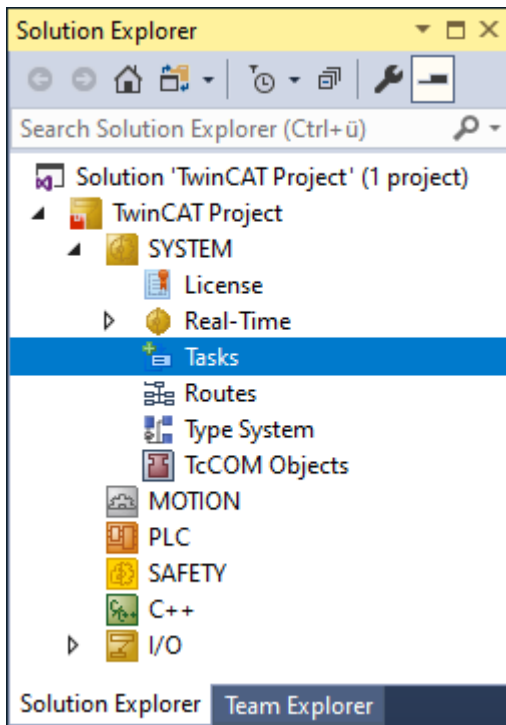 Solution Explorer
Search Solution Explorer (Ctrl+ü)
Solution 'TwinCAT Project' (1 project)
TwinCAT Project
SYSTEM
License
Real-Time
Tasks
Routes
Type System
TcCOM Objects
MOTION
PLC
SAFETY
C++
I/O
Solution Explorer Team Explorer